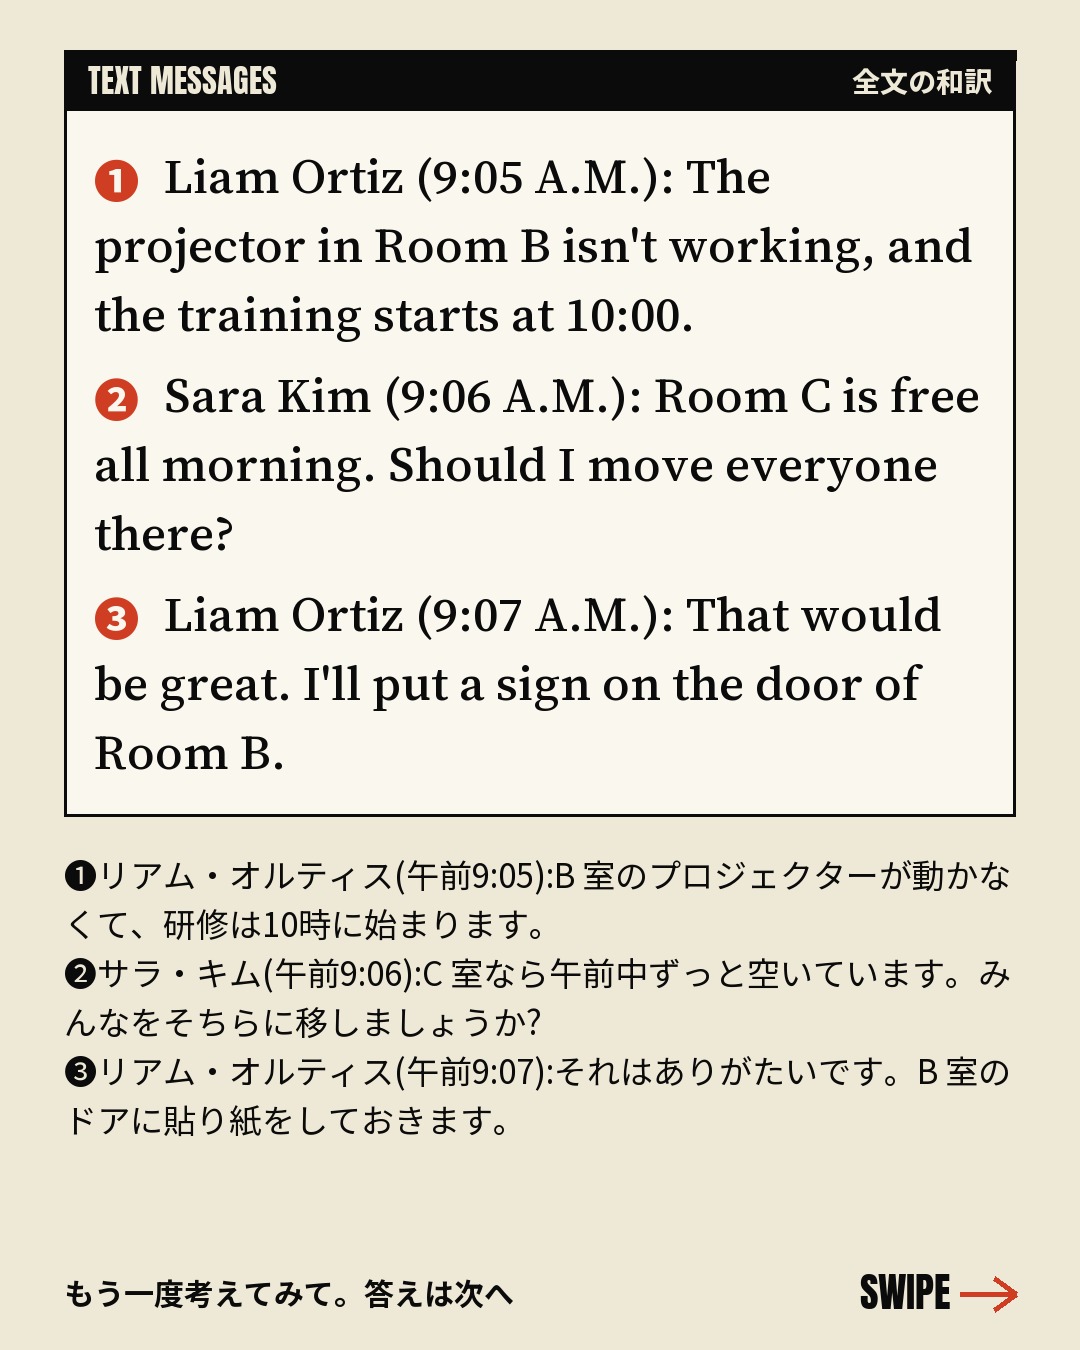 TEXT MESSAGES 全文の和訳
❶ Liam Ortiz (9:05 A.M.): The
projector in Room B isn't working, and
the training starts at 10:00.
❷ Sara Kim (9:06 A.M.): Room C is free
all morning. Should I move everyone
there?
❸ Liam Ortiz (9:07 A.M.): That would
be great. I'll put a sign on the door of
Room B.
❶リアム・オルティス(午前9:05):B 室のプロジェクターが動かな
くて、研修は10時に始まります。
❷サラ・キム(午前9:06):C 室なら午前中ずっと空いています。み
んなをそちらに移しましょうか?
❸リアム・オルティス(午前9:07):それはありがたいです。B 室の
ドアに貼り紙をしておきます。
もう一度考えてみて。答えは次へ SWIPE